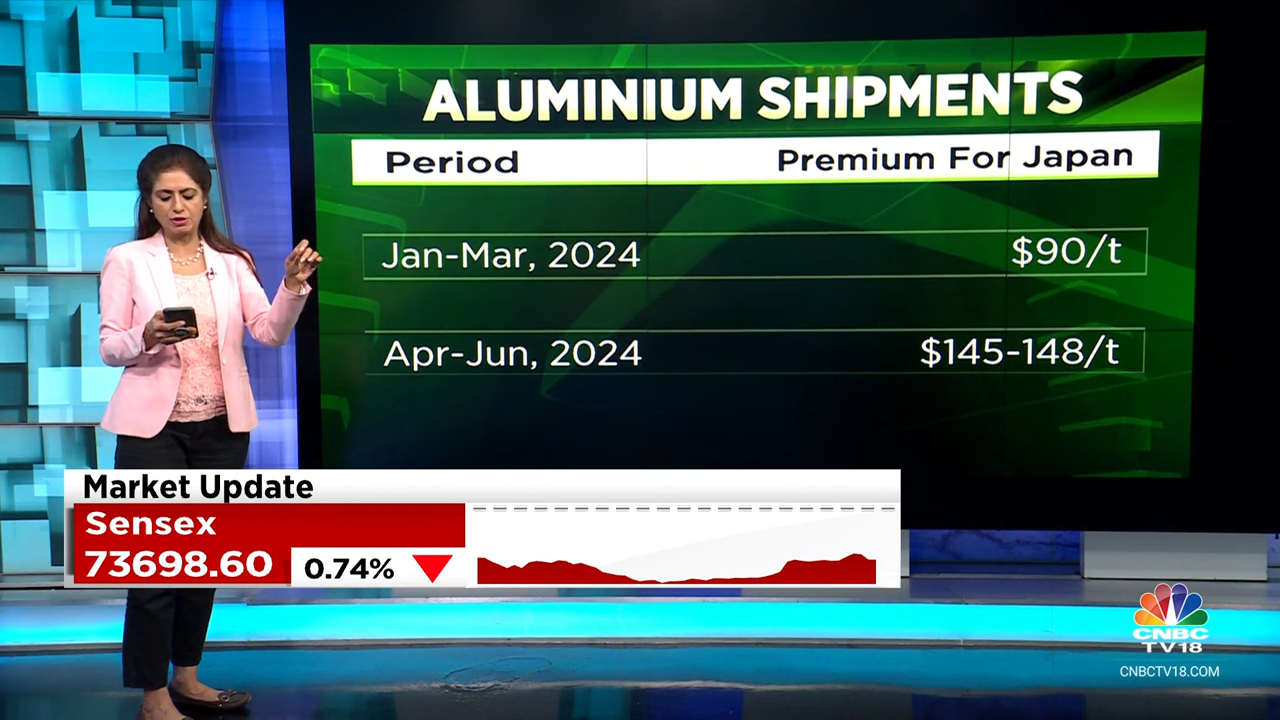 ALUMINIUM SHIPMENTS
Period Premium For Japan
Jan-Mar, 2024 $90/t
Apr-Jun, 2024 $145-148/t
Market Update
Sensex
73698.60 0.74%
CNBC
TV18
CNBCTV18.COM